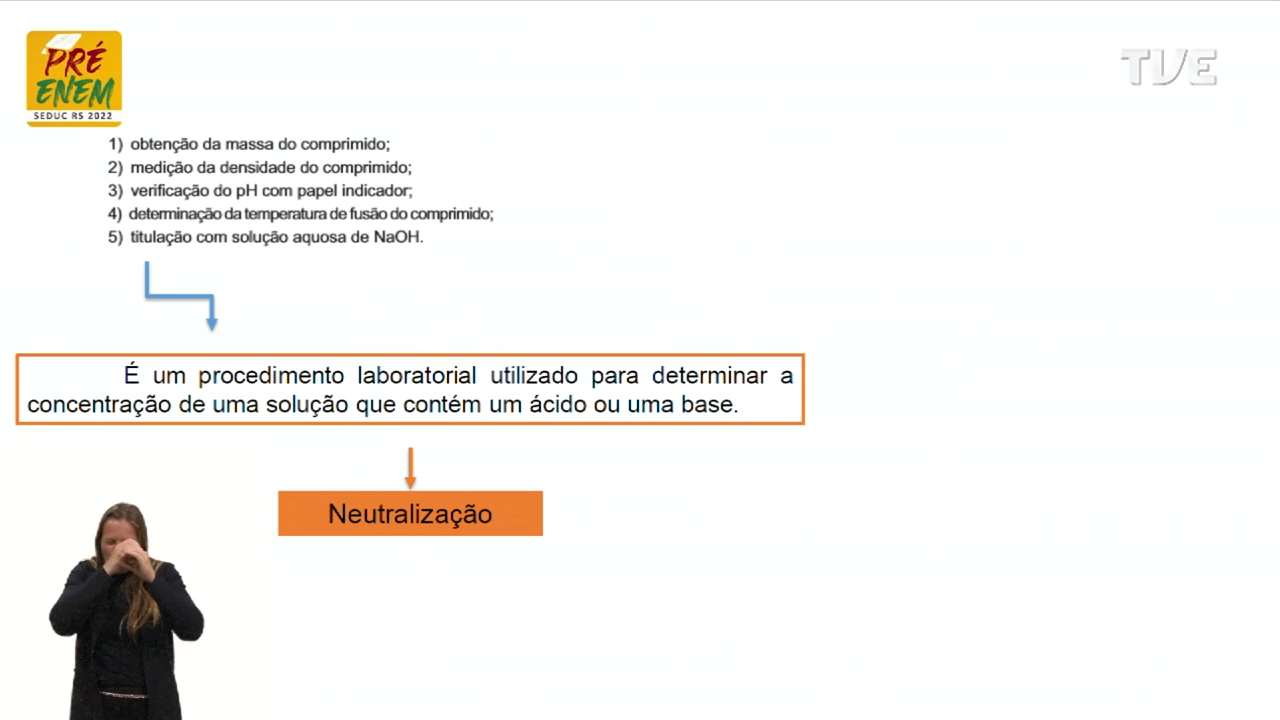 PRÉ
ENEM
SEDUC RS 2022
TVE
1) obtenção da massa do comprimido;
2) medição da densidade do comprimido;
3) verificação do pH com papel indicador;
4) determinação da temperatura de fusão do comprimido;
5) titulação com solução aquosa de NaOH.
É um procedimento laboratorial utilizado para determinar a
concentração de uma solução que contém um ácido ou uma base.
Neutralização